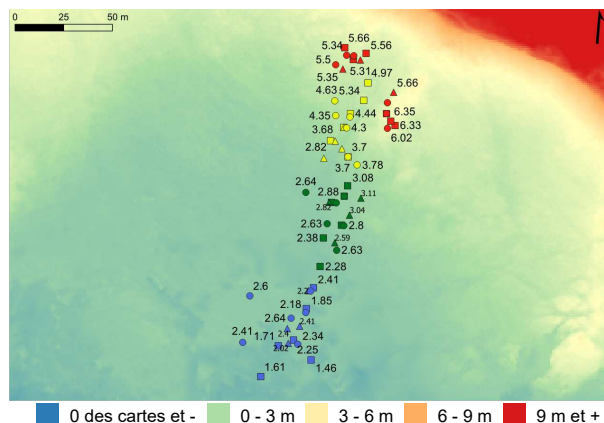 0 25 50 m
5.66
5.34 5.56
5.5
5.35 5.31 4.97
4.63 5.34 5.66
4.35 4.44 6.35
4.3 6.33
3.68 6.02
2.82 3.7
3.7 3.78
3.08
2.64 2.88 3.11
2.82
3.04
2.63 2.8
2.38 2.59
2.63
2.28
2.41
2.6
2.18 1.85
2.64 2.41
2.41 1.71 2.4 2.34
2.02 2.25
1.61 1.46
0 des cartes et - 0 - 3 m 3 - 6 m 6 - 9 m 9 m et +